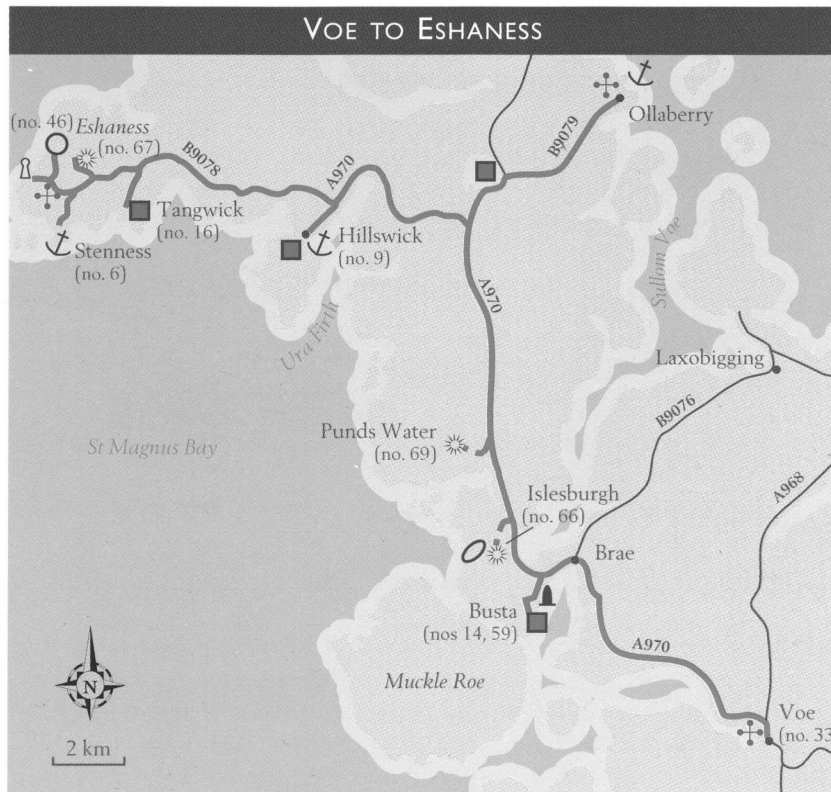 VOE TO ESHANESS
Ollaberry
(no. 46)
Eshaness
(no. 67)
B9079
B9078
A970
Tangwick
(no. 16)
Hillswick
(no. 9)
Stenness
(no. 6)
Sullom Voe
A970
Ura Firth
Laxobigging
B9076
St Magnus Bay
Punds Water
(no. 69)
A968
Islesburgh
(no. 66)
Brae
Busta
(nos 14, 59)
A970
Muckle Roe
N
Voe
(no. 33
2 km